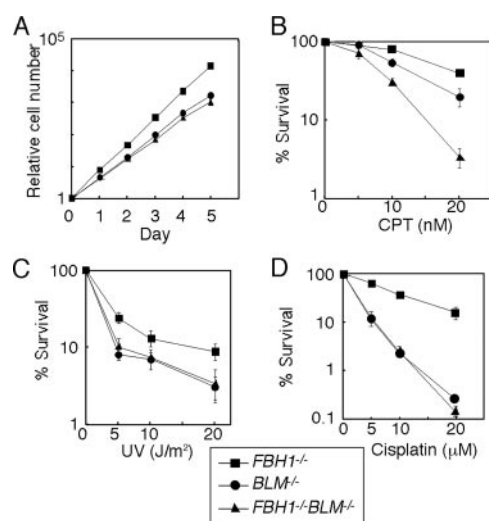 A
10⁵
Relative cell number
1
0 1 2 3 4 5
Day
B
100
% Survival
10
1
0 5 10 20
CPT (nM)
C
100
% Survival
10
1
0 5 10 20
UV (J/m²)
D
100
% Survival
10
1
0.1
0 5 10 20
Cisplatin (μM)
FBH1⁻/⁻
BLM⁻/⁻
FBH1⁻/⁻BLM⁻/⁻